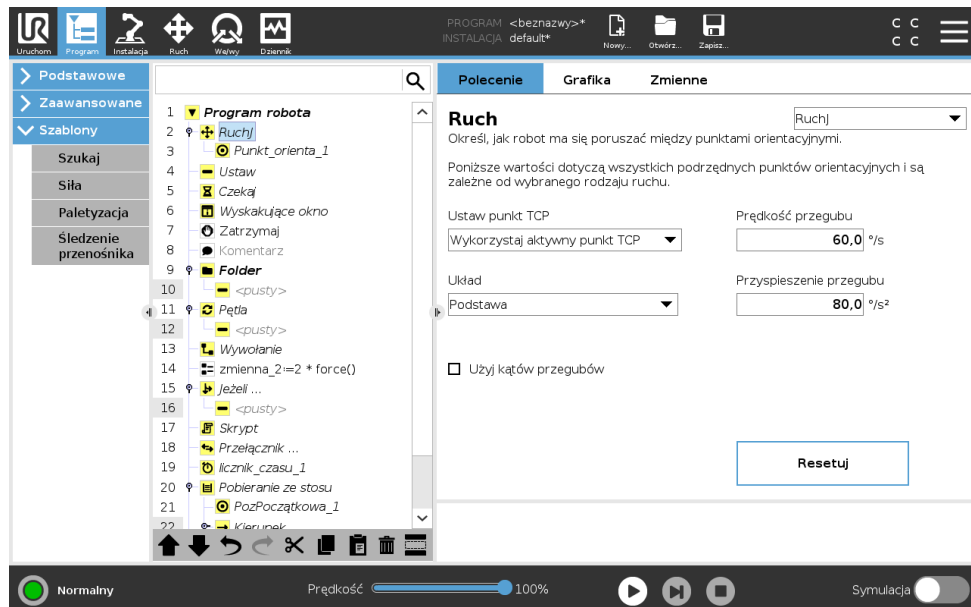 PROGRAM <beznazwy>*
INSTALACJA default*
Uruchom Program Instalacja Ruch We/wy Dziennik Nowy... Otwórz... Zapisz...
UR
C C
C C
Podstawowe
Zaawansowane
Szablony
Szukaj
Siła
Paletyzacja
Śledzenie
przenośnika
1 Program robota
2 RuchJ
3 Punkt_orienta_1
4 Ustaw
5 Czekaj
6 Wyskakujące okno
7 Zatrzymaj
8 Komentarz
9 Folder
10 <pusty>
11 Pętla
12 <pusty>
13 Wywołanie
14 zmienna_2:=2 * force()
15 Jeżeli ...
16 <pusty>
17 Skrypt
18 Przełącznik ...
19 licznik_czasu_1
20 Pobieranie ze stosu
21 PozPoczątkowa_1
22 Kierunek
Polecenie Grafika Zmienne
Ruch RuchJ
Określ, jak robot ma się poruszać między punktami orientacyjnymi.
Poniższe wartości dotyczą wszystkich podrzędnych punktów orientacyjnych i są
zależne od wybranego rodzaju ruchu.
Ustaw punkt TCP Prędkość przegubu
Wykorzystaj aktywny punkt TCP 60,0 °/s
Układ Przyspieszenie przegubu
Podstawa 80,0 °/s²
Użyj kątów przegubów
Resetuj
Normalny Prędkość 100% Symulacja